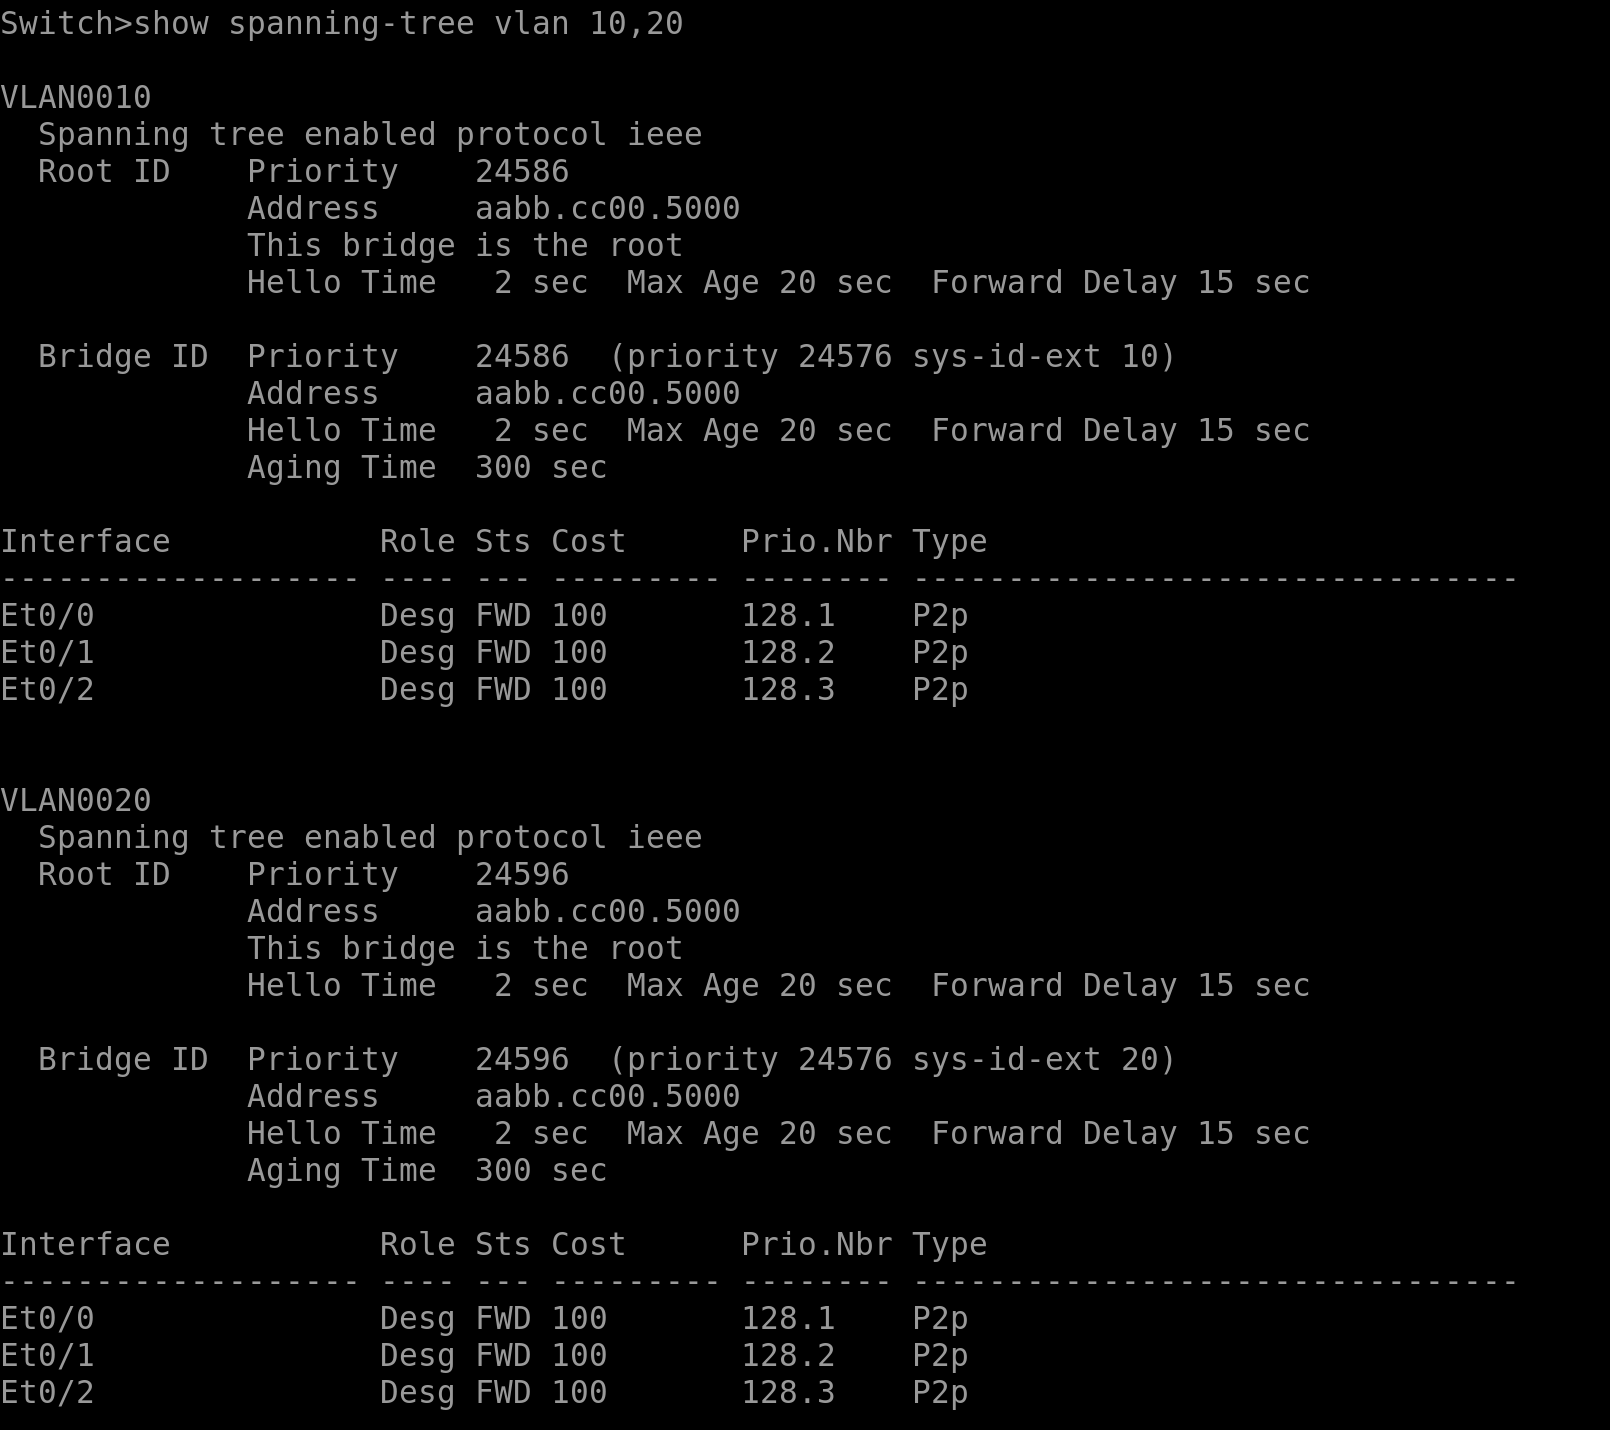 Switch>show spanning-tree vlan 10,20

VLAN0010
  Spanning tree enabled protocol ieee
  Root ID    Priority    24586
             Address     aabb.cc00.5000
             This bridge is the root
             Hello Time   2 sec  Max Age 20 sec  Forward Delay 15 sec

  Bridge ID  Priority    24586  (priority 24576 sys-id-ext 10)
             Address     aabb.cc00.5000
             Hello Time   2 sec  Max Age 20 sec  Forward Delay 15 sec
             Aging Time  300 sec

Interface           Role Sts Cost      Prio.Nbr Type
------------------- ---- --- --------- -------- --------------------------------
Et0/0               Desg FWD 100       128.1    P2p
Et0/1               Desg FWD 100       128.2    P2p
Et0/2               Desg FWD 100       128.3    P2p


VLAN0020
  Spanning tree enabled protocol ieee
  Root ID    Priority    24596
             Address     aabb.cc00.5000
             This bridge is the root
             Hello Time   2 sec  Max Age 20 sec  Forward Delay 15 sec

  Bridge ID  Priority    24596  (priority 24576 sys-id-ext 20)
             Address     aabb.cc00.5000
             Hello Time   2 sec  Max Age 20 sec  Forward Delay 15 sec
             Aging Time  300 sec

Interface           Role Sts Cost      Prio.Nbr Type
------------------- ---- --- --------- -------- --------------------------------
Et0/0               Desg FWD 100       128.1    P2p
Et0/1               Desg FWD 100       128.2    P2p
Et0/2               Desg FWD 100       128.3    P2p